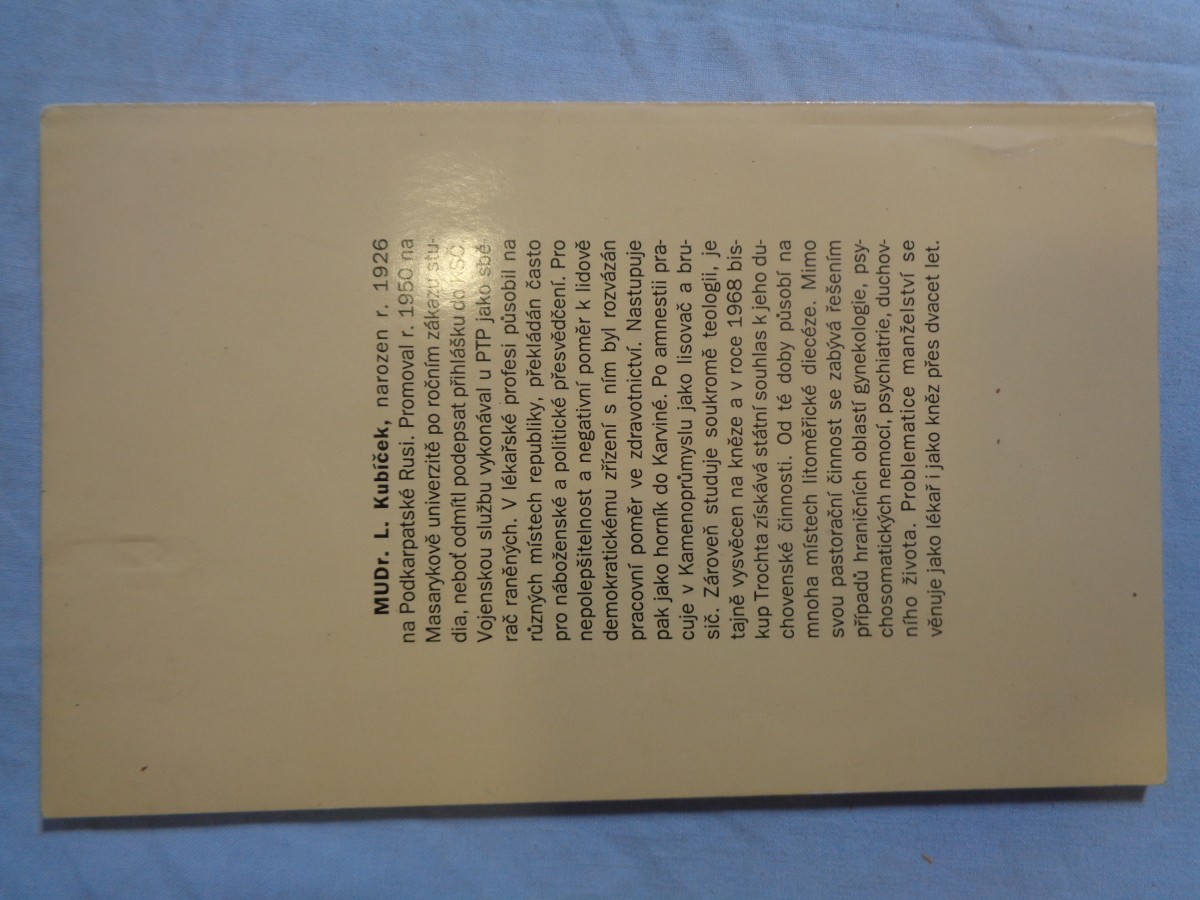 MUDr. L. Kubíček, narozen r. 1926
na Podkarpatské Rusi. Promoval r. 1950 na
Masarykově univerzitě po ročním zákazu stu-
dia, neboť odmítl podepsat přihlášku do KSČ.
Vojenskou službu vykonával u PTP jako sbě-
rač raněných. V lékařské profesi působil na
různých místech republiky, překládán často
pro náboženské a politické přesvědčení. Pro
nepolepšitelnost a negativní poměr k lidově
demokratickému zřízení s ním byl rozvázán
pracovní poměr ve zdravotnictví. Nastupuje
pak jako horník do Karviné. Po amnestii pra-
cuje v Kamenoprůmyslu jako lisovač a bru-
sič. Zároveň studuje soukromě teologii, je
tajně vysvěcen na kněze a v roce 1968 bis-
kup Trochta získává státní souhlas k jeho du-
chovenské činnosti. Od té doby působí na
mnoha místech litoměřické diecéze. Mimo
svou pastorační činnost se zabývá řešením
případů hraničních oblastí gynekologie, psy-
chosomatických nemocí, psychiatrie, duchov-
ního života. Problematice manželství se
věnuje jako lékař i jako kněz přes dvacet let.